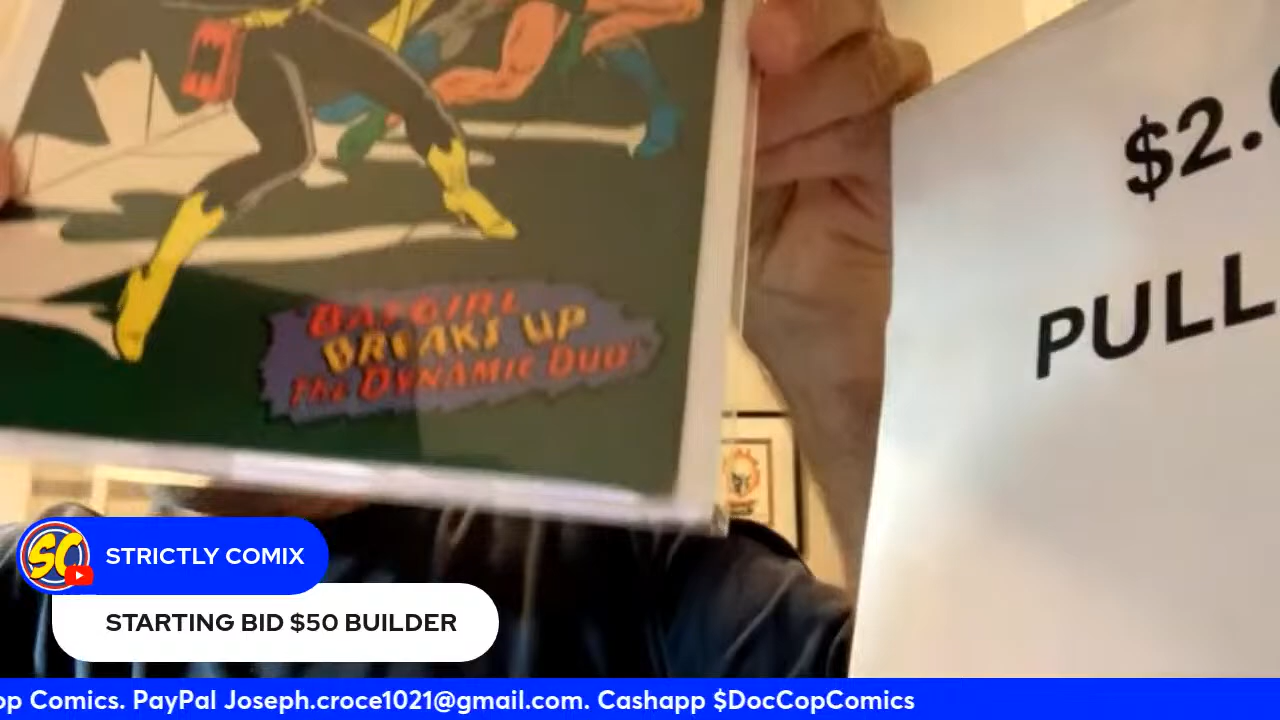 $2.
PULL
BATGIRL
BREAKS UP
The DYNAMIC DUO!
SC
STRICTLY COMIX
STARTING BID $50 BUILDER
op Comics. PayPal Joseph.croce1021@gmail.com. Cashapp $DocCopComics